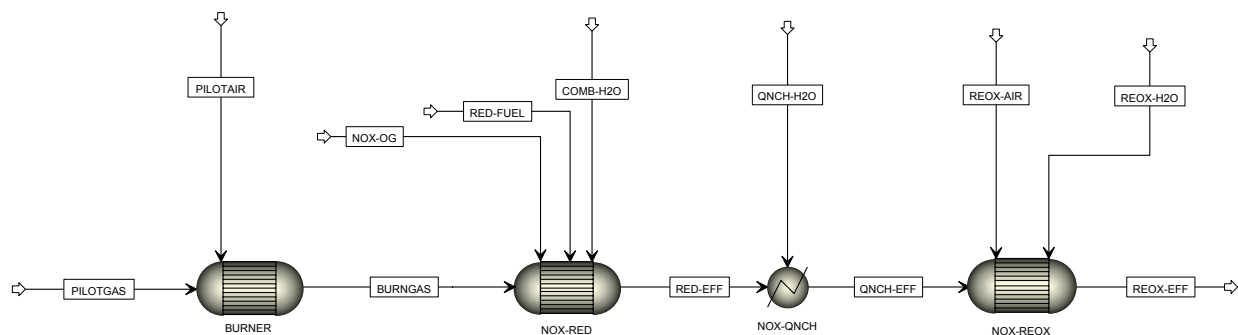 PILOTAIR
COMB-H2O
QNCH-H2O
REOX-AIR
REOX-H2O
RED-FUEL
NOX-OG
PILOTGAS
BURNGAS
RED-EFF
QNCH-EFF
REOX-EFF
BURNER
NOX-RED
NOX-QNCH
NOX-REOX